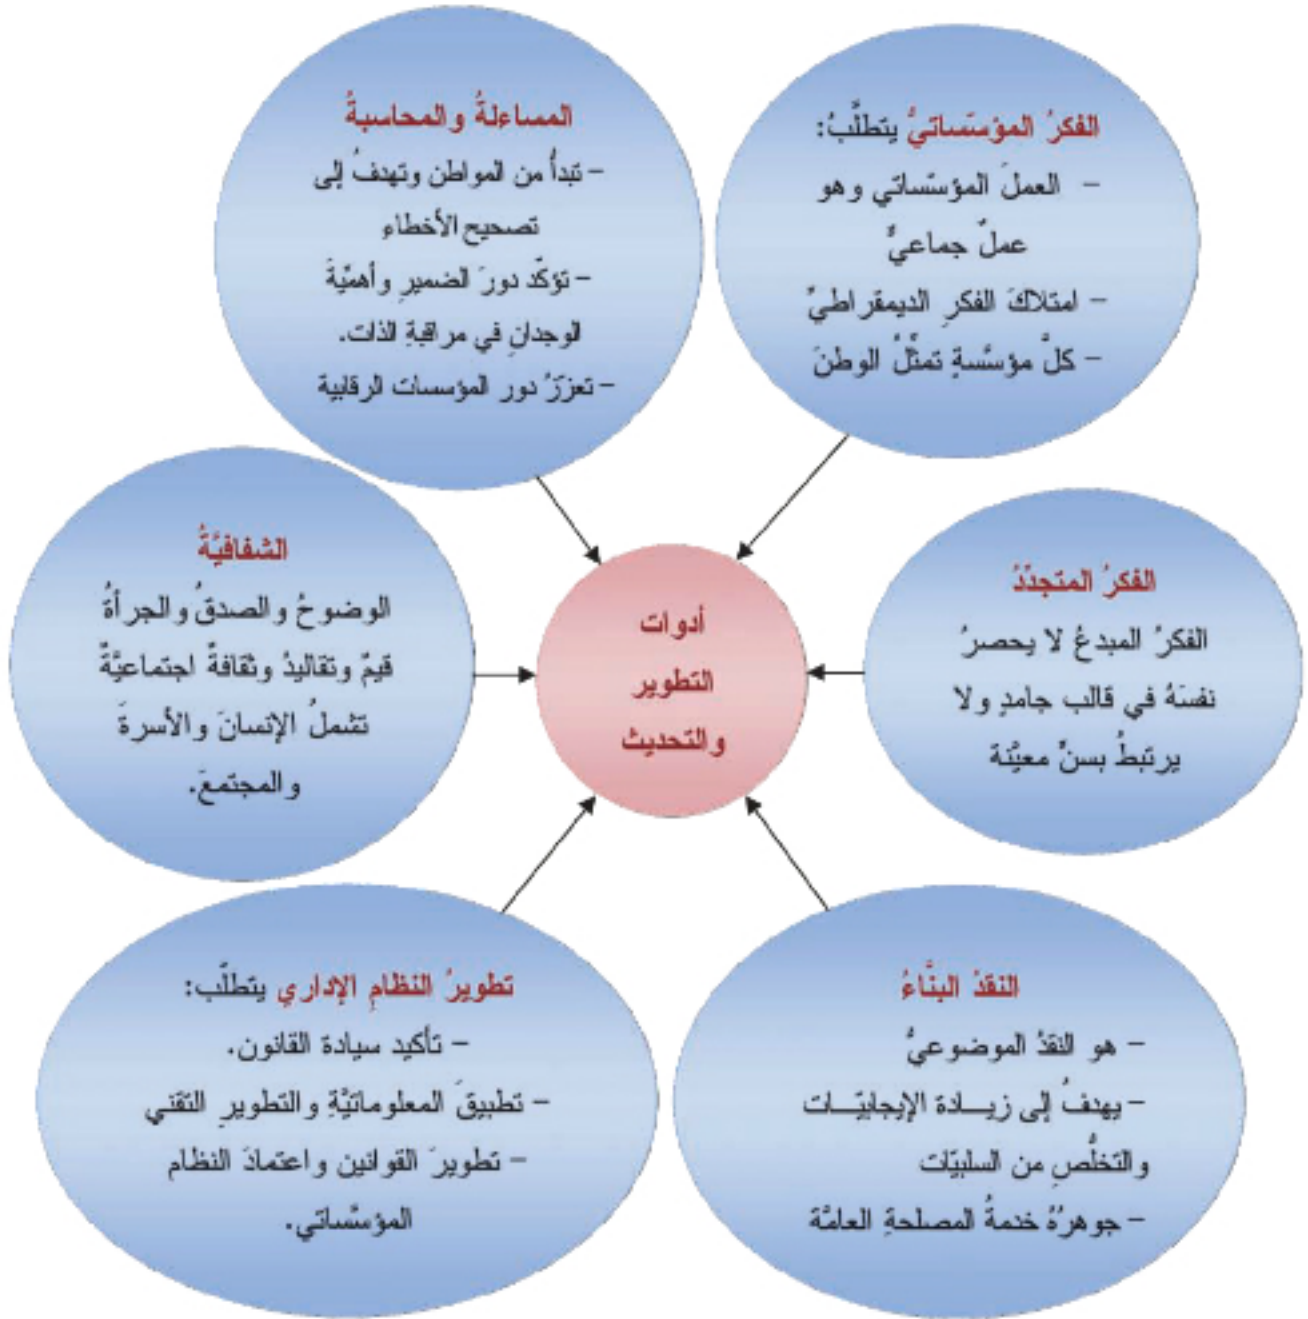 المساءلةُ والمحاسبةُ
– تبدأُ من المواطن وتهدفُ إلى
تصحيح الأخطاء
– تؤكّد دورَ الضميرِ وأهميَّةَ
الوجدانِ في مراقبةِ الذات.
– تعزّزُ دور المؤسسات الرقابية
الفكرُ المؤسّساتيُّ يتطلَّبُ:
– العملَ المؤسّساتي وهو
عملٌ جماعيٌّ
– امتلاكَ الفكرِ الديمقراطيِّ
– كلُّ مؤسَّسةٍ تمثّلُ الوطنَ
الشفافيَّةُ
الوضوحُ والصدقُ والجرأةُ
قيمٌ وتقاليدُ وثقافةٌ اجتماعيَّةٌ
تشملُ الإنسانَ والأسرةَ
والمجتمعَ.
أدوات
التطوير
والتحديث
الفكرُ المتجدّدُ
الفكرُ المبدعُ لا يحصرُ
نفسَهُ في قالب جامدٍ ولا
يرتبطُ بسنٍّ معيَّنة
تطويرُ النظامِ الإداري يتطلَّب:
– تأكيد سيادة القانون.
– تطبيقَ المعلوماتيَّةِ والتطويرِ التقني
– تطويرَ القوانين واعتمادَ النظام
المؤسَّساتي.
النقدُ البنَّاءُ
– هو النقدُ الموضوعيُّ
– يهدفُ إلى زيـــادة الإيجابيّـــات
والتخلُّصِ من السلبيّات
– جوهرُهُ خدمةُ المصلحةِ العامَّة